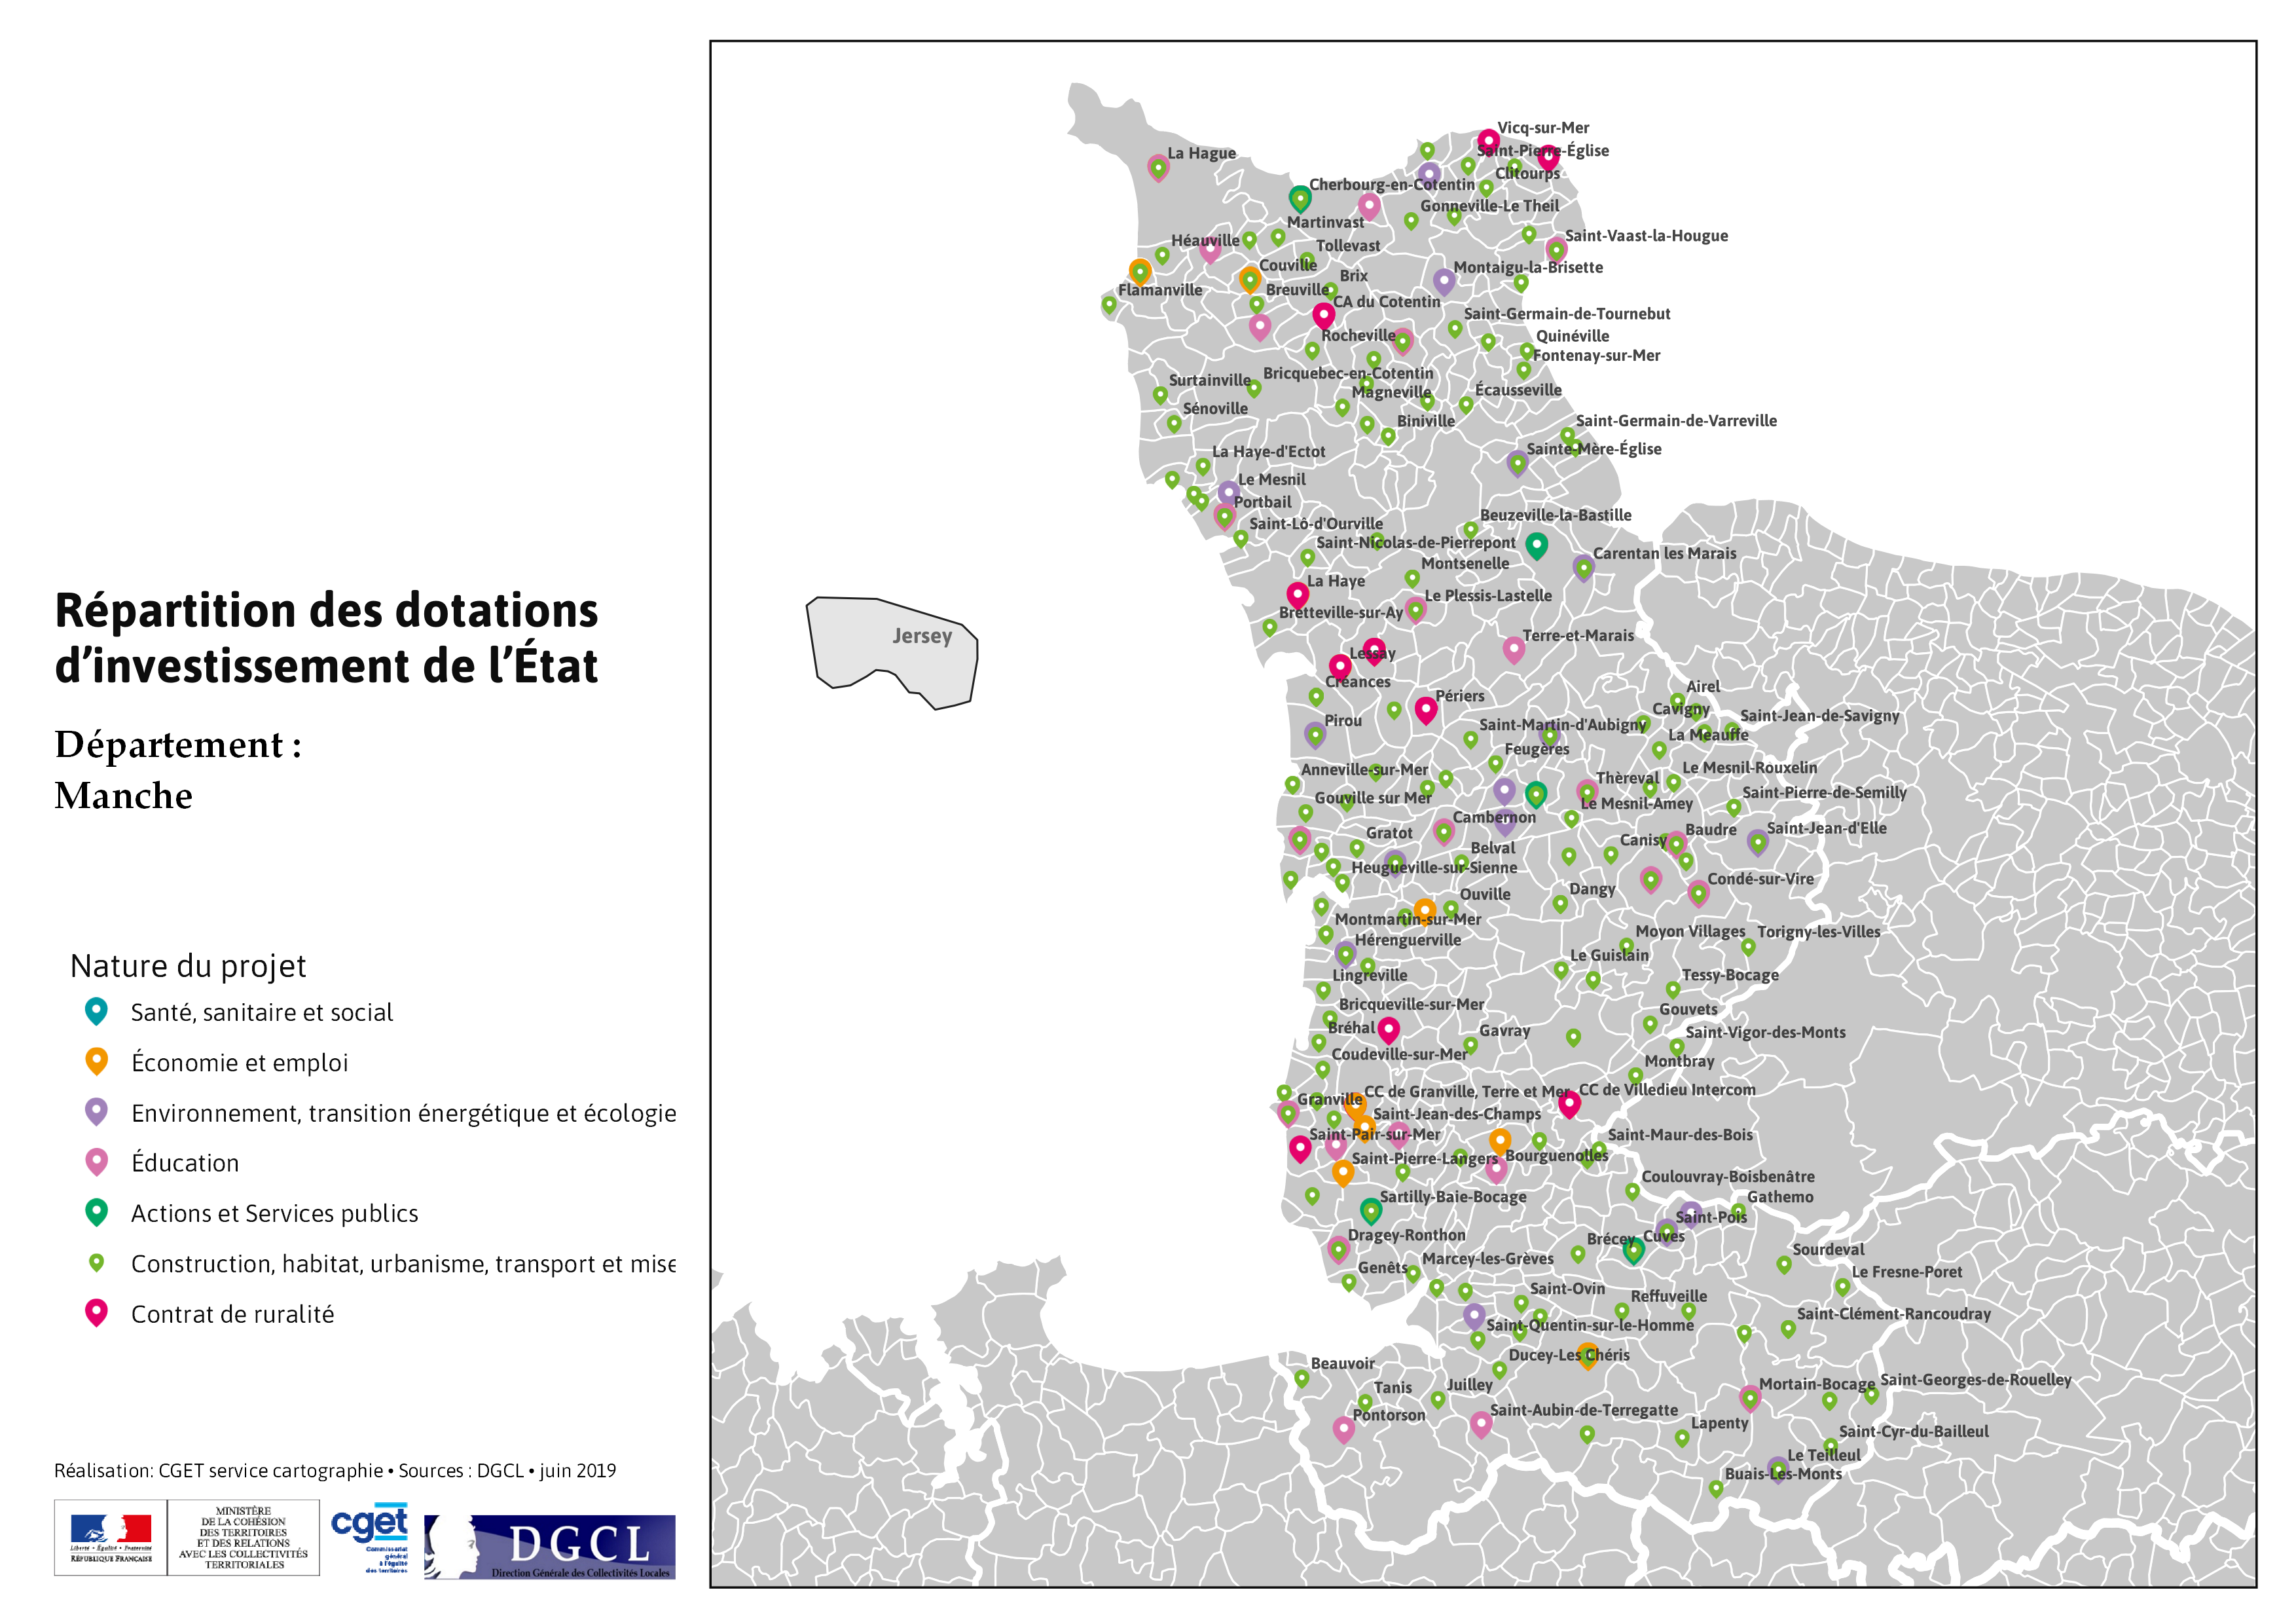 Répartition des dotations
d’investissement de l’État
Département :
Manche
Nature du projet
Santé, sanitaire et social
Économie et emploi
Environnement, transition énergétique et écologie
Éducation
Actions et Services publics
Construction, habitat, urbanisme, transport et mise
Contrat de ruralité
Réalisation: CGET service cartographie • Sources : DGCL • juin 2019
Liberté • Égalité • Fraternité
RÉPUBLIQUE FRANÇAISE
MINISTÈRE
DE LA COHÉSION
DES TERRITOIRES
ET DES RELATIONS
AVEC LES COLLECTIVITÉS
TERRITORIALES
cget
Commissariat
général
à l'égalité
des territoires
DGCL
Direction Générale des Collectivités Locales
Jersey
Vicq-sur-Mer
La Hague
Saint-Pierre-Église
Clitourps
Cherbourg-en-Cotentin
Gonneville-Le Theil
Martinvast
Saint-Vaast-la-Hougue
Héauville
Tollevast
Couville
Montaigu-la-Brisette
Brix
Flamanville
Breuville
CA du Cotentin
Saint-Germain-de-Tournebut
Rocheville
Quinéville
Fontenay-sur-Mer
Bricquebec-en-Cotentin
Surtainville
Magneville
Écausseville
Sénoville
Biniville
Saint-Germain-de-Varreville
La Haye-d'Ectot
Sainte-Mère-Église
Le Mesnil
Portbail
Beuzeville-la-Bastille
Saint-Lô-d'Ourville
Saint-Nicolas-de-Pierrepont
Carentan les Marais
Montsenelle
La Haye
Le Plessis-Lastelle
Bretteville-sur-Ay
Terre-et-Marais
Lessay
Créances
Airel
Périers
Cavigny
Saint-Jean-de-Savigny
Pirou
Saint-Martin-d'Aubigny
La Meauffe
Feugères
Anneville-sur-Mer
Le Mesnil-Rouxelin
Thèreval
Saint-Pierre-de-Semilly
Gouville sur Mer
Le Mesnil-Amey
Cambernon
Saint-Jean-d'Elle
Gratot
Baudre
Canisy
Belval
Heugueville-sur-Sienne
Condé-sur-Vire
Dangy
Ouville
Montmartin-sur-Mer
Moyon Villages
Torigny-les-Villes
Hérenguerville
Le Guislain
Lingreville
Tessy-Bocage
Bricqueville-sur-Mer
Gouvets
Bréhal
Gavray
Saint-Vigor-des-Monts
Coudeville-sur-Mer
Montbray
CC de Granville, Terre et Mer
CC de Villedieu Intercom
Granville
Saint-Jean-des-Champs
Saint-Pair-sur-Mer
Saint-Maur-des-Bois
Saint-Pierre-Langers
Bourguenolles
Coulouvray-Boisbenâtre
Sartilly-Baie-Bocage
Gathemo
Saint-Pois
Dragey-Ronthon
Brécey
Cuves
Sourdeval
Marcey-les-Grèves
Genêts
Le Fresne-Poret
Saint-Ovin
Reffuveille
Saint-Clément-Rancoudray
Saint-Quentin-sur-le-Homme
Ducey-Les Chéris
Beauvoir
Saint-Georges-de-Rouelley
Mortain-Bocage
Juilley
Tanis
Saint-Aubin-de-Terregatte
Pontorson
Lapenty
Saint-Cyr-du-Bailleul
Le Teilleul
Buais-Les-Monts